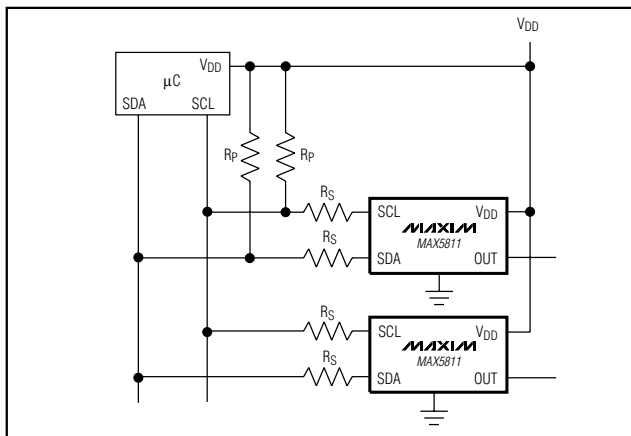 VDD
µC
VDD
SDA
SCL
RP
RP
RS
SCL
MAXIM
VDD
MAX5811
RS
SDA
OUT
RS
SCL
MAXIM
VDD
MAX5811
RS
SDA
OUT